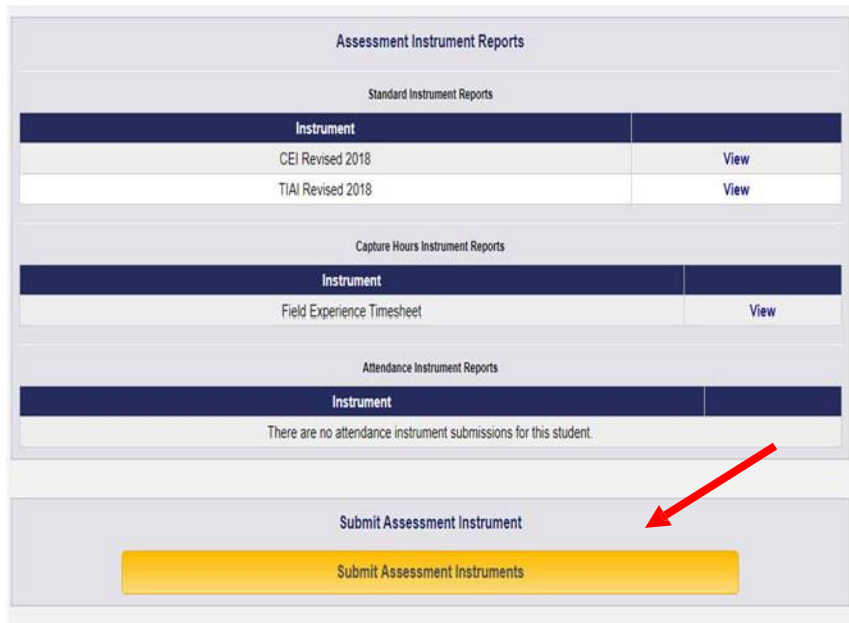 Assessment Instrument Reports
Standard Instrument Reports
Instrument
CEI Revised 2018 View
TIAI Revised 2018 View
Capture Hours Instrument Reports
Instrument
Field Experience Timesheet View
Attendance Instrument Reports
Instrument
There are no attendance instrument submissions for this student.
Submit Assessment Instrument
Submit Assessment Instruments